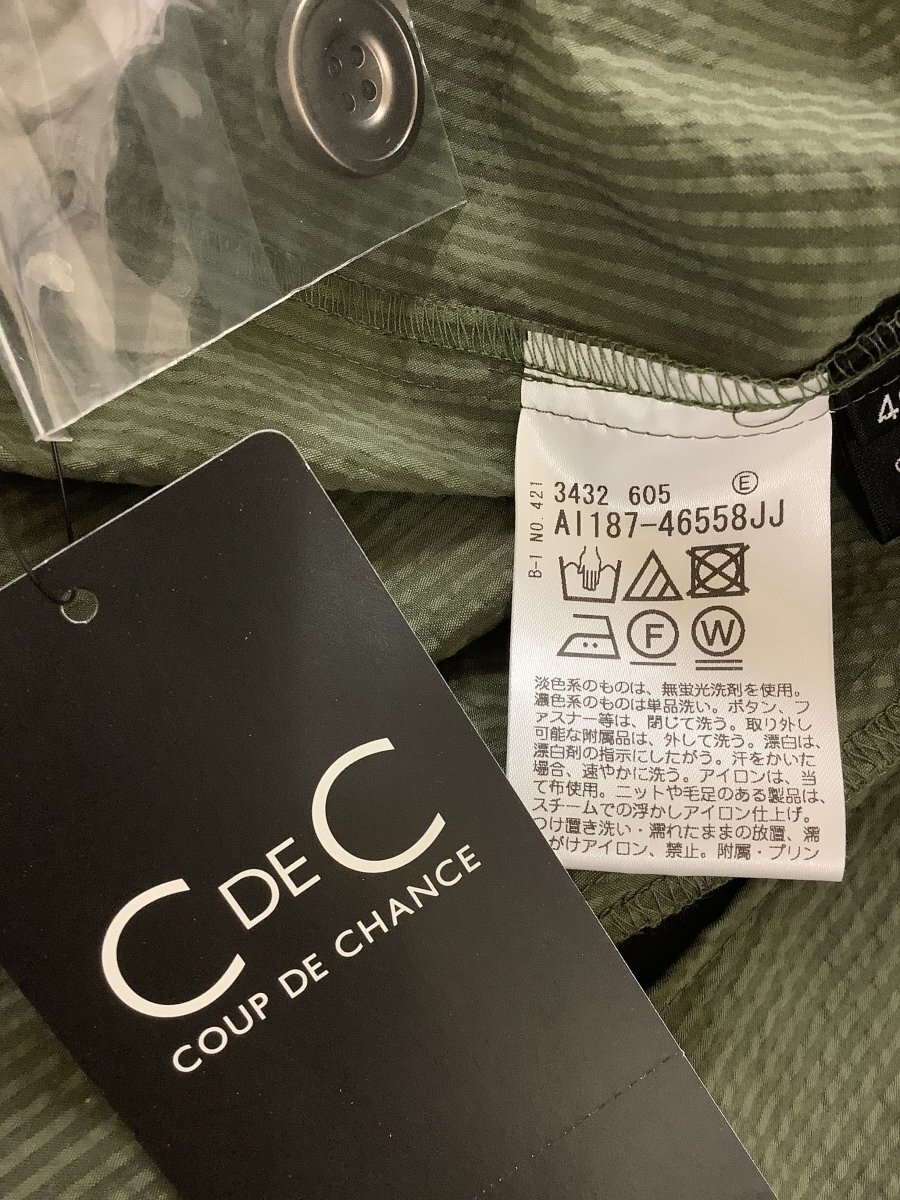 4
B-1 NO.421
3432 605 Ⓔ
AI187-46558JJ
F W
淡色系のものは、無蛍光洗剤を使用。
濃色系のものは単品洗い。ボタン、フ
ァスナー等は、閉じて洗う。取り外し
可能な附属品は、外して洗う。漂白は、
漂白剤の指示にしたがう。汗をかいた
場合、速やかに洗う。アイロンは、当
て布使用。ニットや毛足のある製品は、
スチームでの浮かしアイロン仕上げ。
つけ置き洗い・濡れたままの放置、濡
がけアイロン、禁止。附属・プリン
C DE C
COUP DE CHANCE